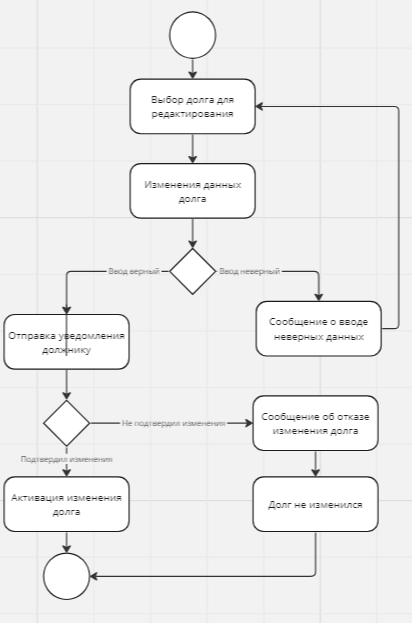 Выбор долга для
редактирования
Изменения данных
долга
Ввод верный
Ввод неверный
Отправка уведомления
должнику
Сообщение о вводе
неверных данных
Не подтвердил изменения
Сообщение об отказе
изменения долга
Подтвердил изменения
Активация изменения
долга
Долг не изменился